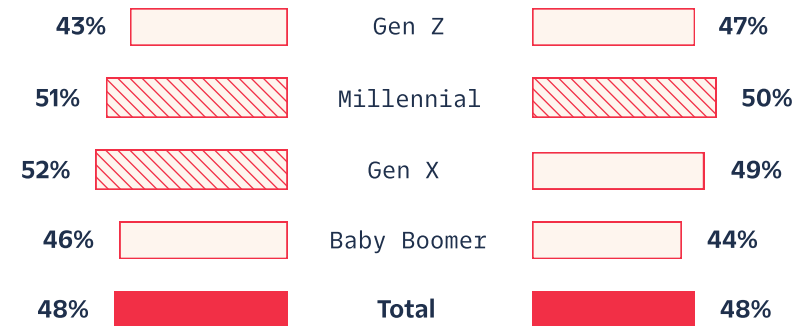 43% Gen Z 47%
51% Millennial 50%
52% Gen X 49%
46% Baby Boomer 44%
48% Total 48%